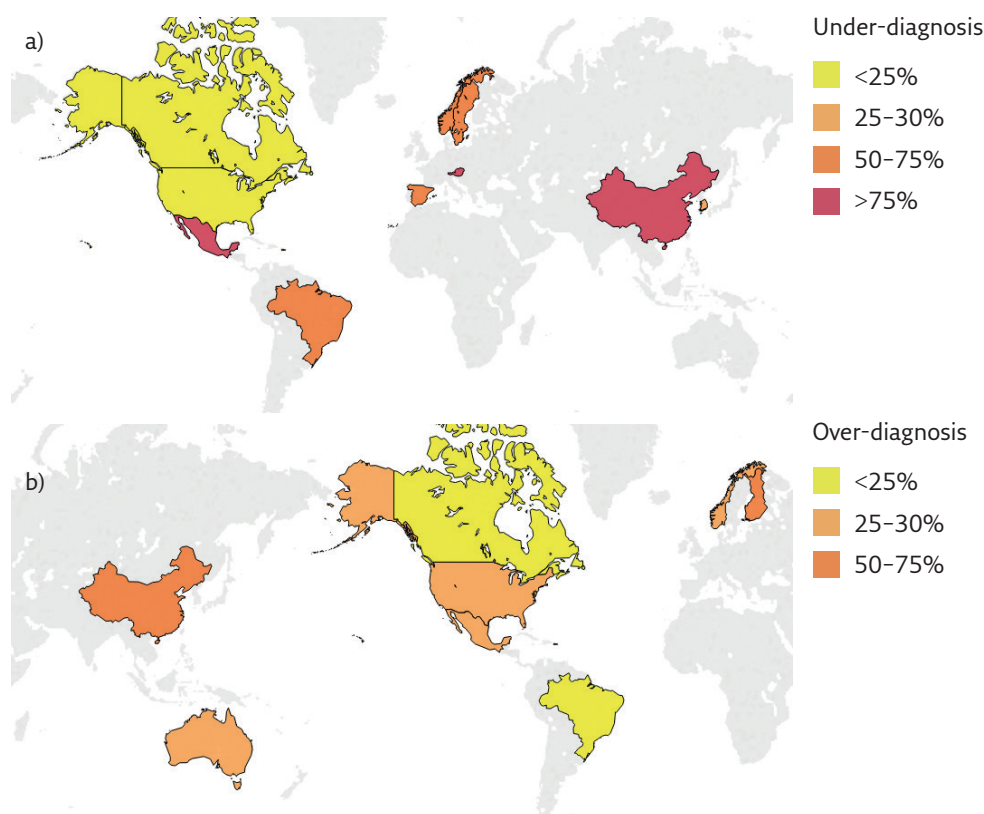 a)
Under-diagnosis
<25%
25–30%
50–75%
>75%
b)
Over-diagnosis
<25%
25–30%
50–75%